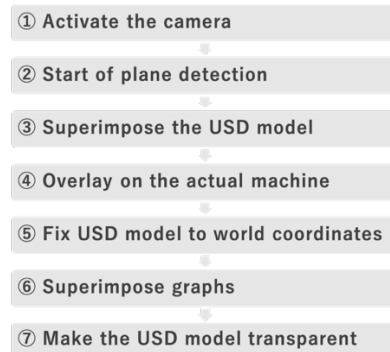 ① Activate the camera
② Start of plane detection
③ Superimpose the USD model
④ Overlay on the actual machine
⑤ Fix USD model to world coordinates
⑥ Superimpose graphs
⑦ Make the USD model transparent